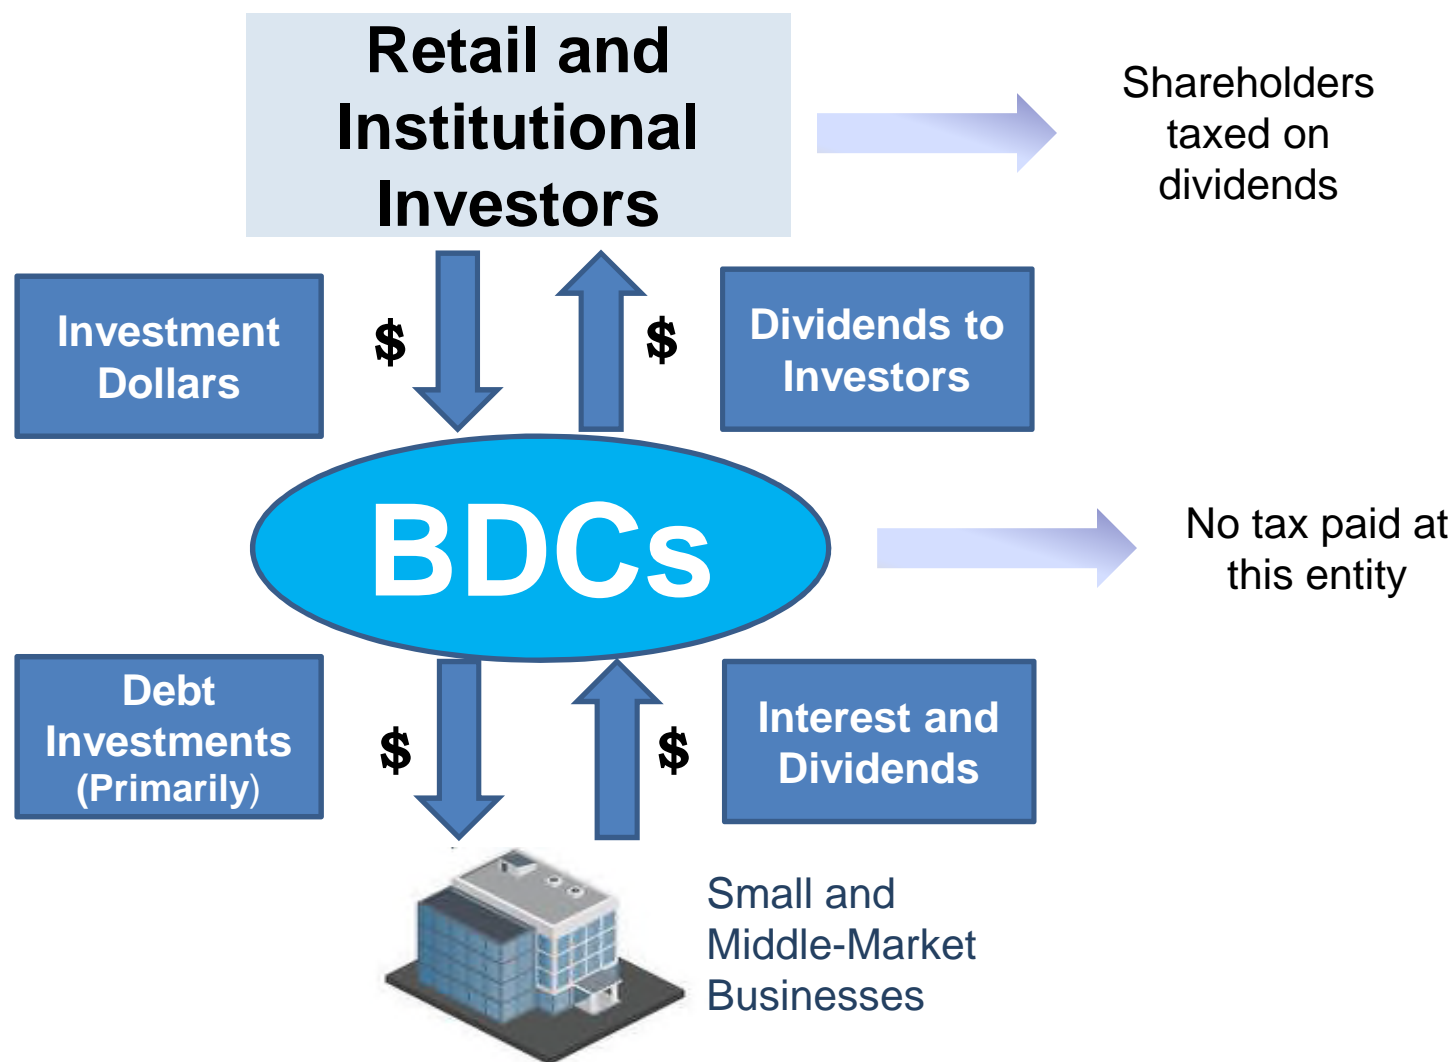 Retail and
Institutional
Investors
Shareholders
taxed on
dividends
Investment
Dollars
$
$
Dividends to
Investors
BDCs
No tax paid at
this entity
Debt
Investments
(Primarily)
$
$
Interest and
Dividends
Small and
Middle-Market
Businesses